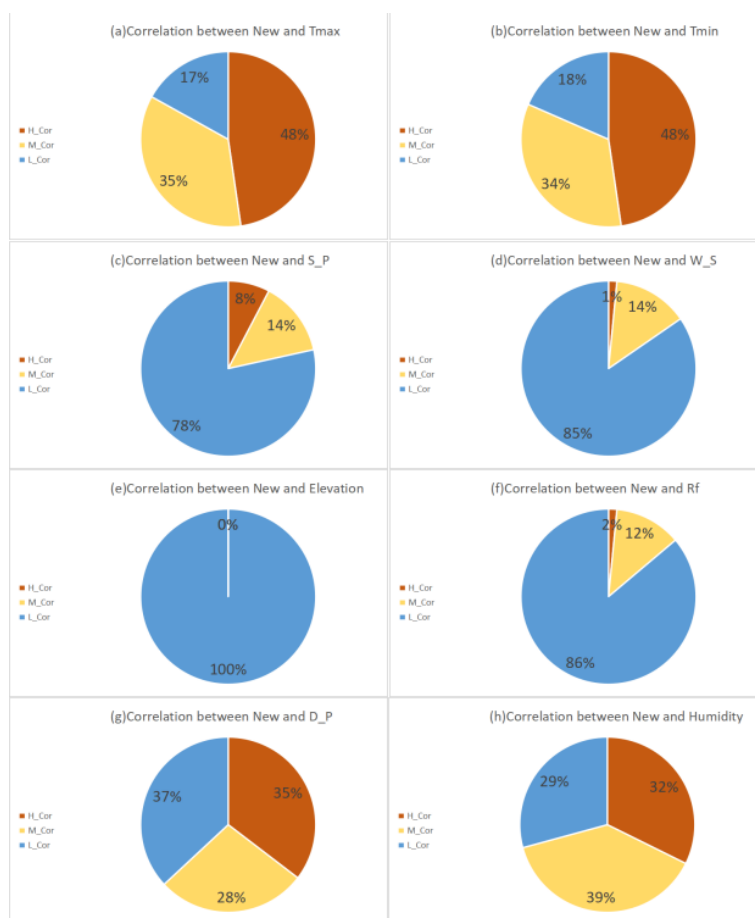 (a)Correlation between New and Tmax
17%
48%
35%
H_Cor
M_Cor
L_Cor
(b)Correlation between New and Tmin
18%
48%
34%
H_Cor
M_Cor
L_Cor
(c)Correlation between New and S_P
8%
14%
78%
H_Cor
M_Cor
L_Cor
(d)Correlation between New and W_S
1%
14%
85%
H_Cor
M_Cor
L_Cor
(e)Correlation between New and Elevation
0%
100%
H_Cor
M_Cor
L_Cor
(f)Correlation between New and Rf
2%
12%
86%
H_Cor
M_Cor
L_Cor
(g)Correlation between New and D_P
37%
35%
28%
H_Cor
M_Cor
L_Cor
(h)Correlation between New and Humidity
29%
32%
39%
H_Cor
M_Cor
L_Cor